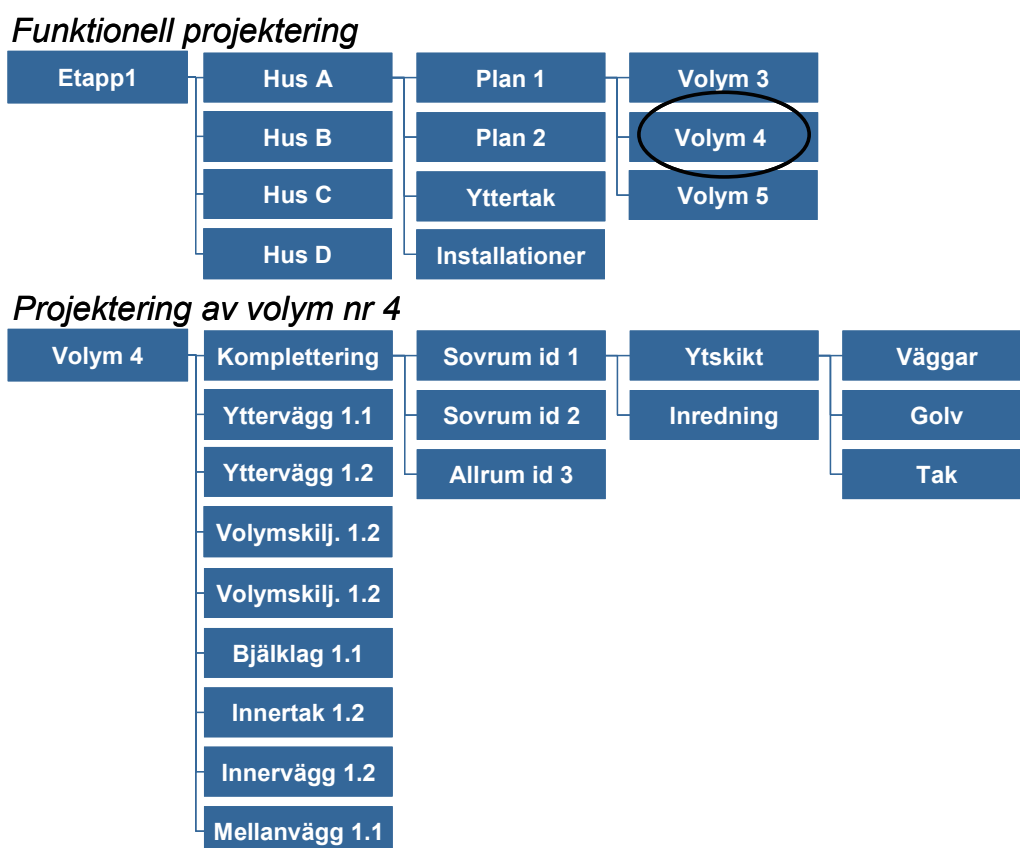 Funktionell projektering
Etapp1 Hus A Plan 1 Volym 3
Hus B Plan 2 Volym 4
Hus C Yttertak Volym 5
Hus D Installationer
Projektering av volym nr 4
Volym 4 Komplettering Sovrum id 1 Ytskikt Väggar
Yttervägg 1.1 Sovrum id 2 Inredning Golv
Yttervägg 1.2 Allrum id 3 Tak
Volymskilj. 1.2
Volymskilj. 1.2
Bjälklag 1.1
Innertak 1.2
Innervägg 1.2
Mellanvägg 1.1